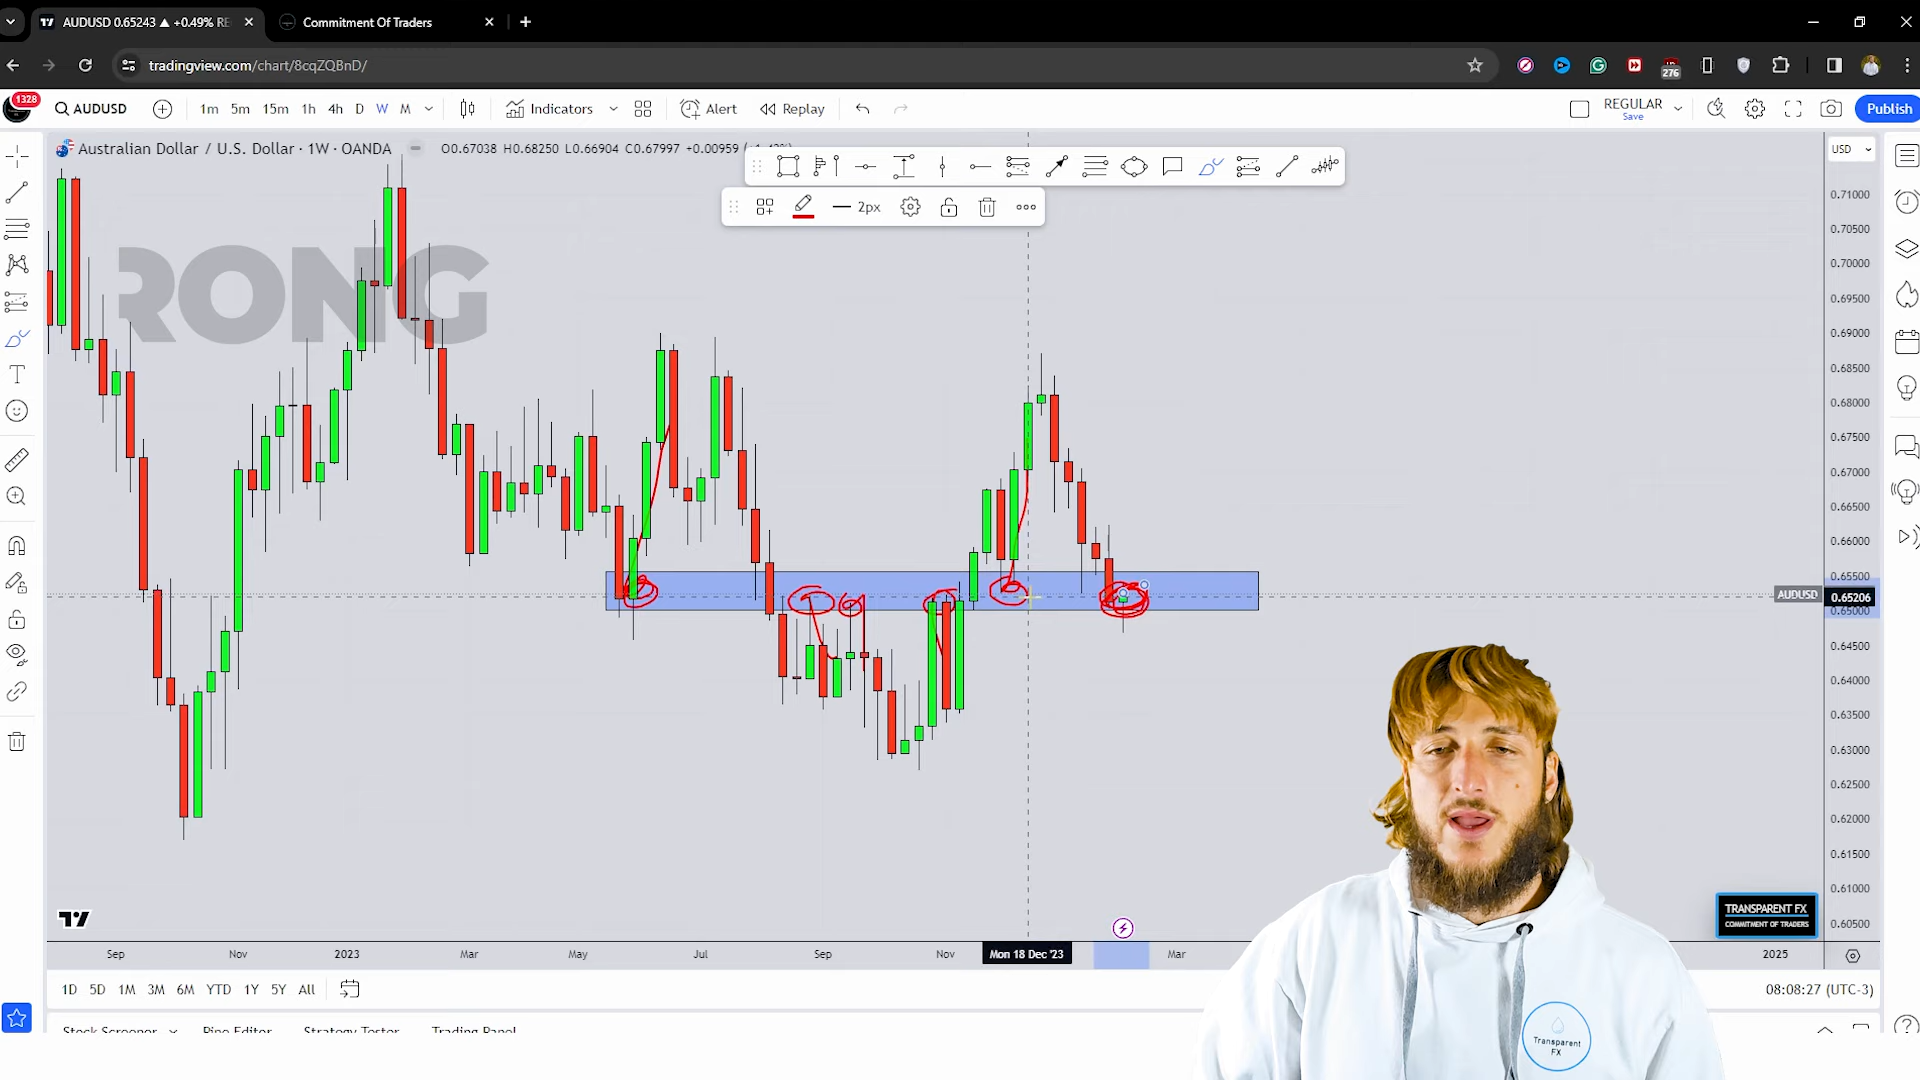 AUDUSD 0.65243 ▲ +0.49% RE
Commitment Of Traders
tradingview.com/chart/8cqZQBnD/
276
1328
AUDUSD
1m 5m 15m 1h 4h D W M
Indicators
Alert
Replay
REGULAR
Save
Publish
Australian Dollar / U.S. Dollar · 1W · OANDA
O0.67038 H0.68250 L0.66904 C0.67997 +0.00959
USD
2px
RONG
0.71000
0.70500
0.70000
0.69500
0.69000
0.68500
0.68000
0.67500
0.67000
0.66500
0.66000
0.65500
AUDUSD 0.65206
0.65000
0.64500
0.64000
0.63500
0.63000
0.62500
0.62000
0.61500
0.61000
0.60500
TRANSPARENT FX
COMMITMENT OF TRADERS
Sep Nov 2023 Mar May Jul Sep Nov Mon 18 Dec '23 Mar 2025
1D 5D 1M 3M 6M YTD 1Y 5Y All
08:08:27 (UTC-3)
Stock Screener Pine Editor Strategy Tester Trading Panel
Transparent
FX